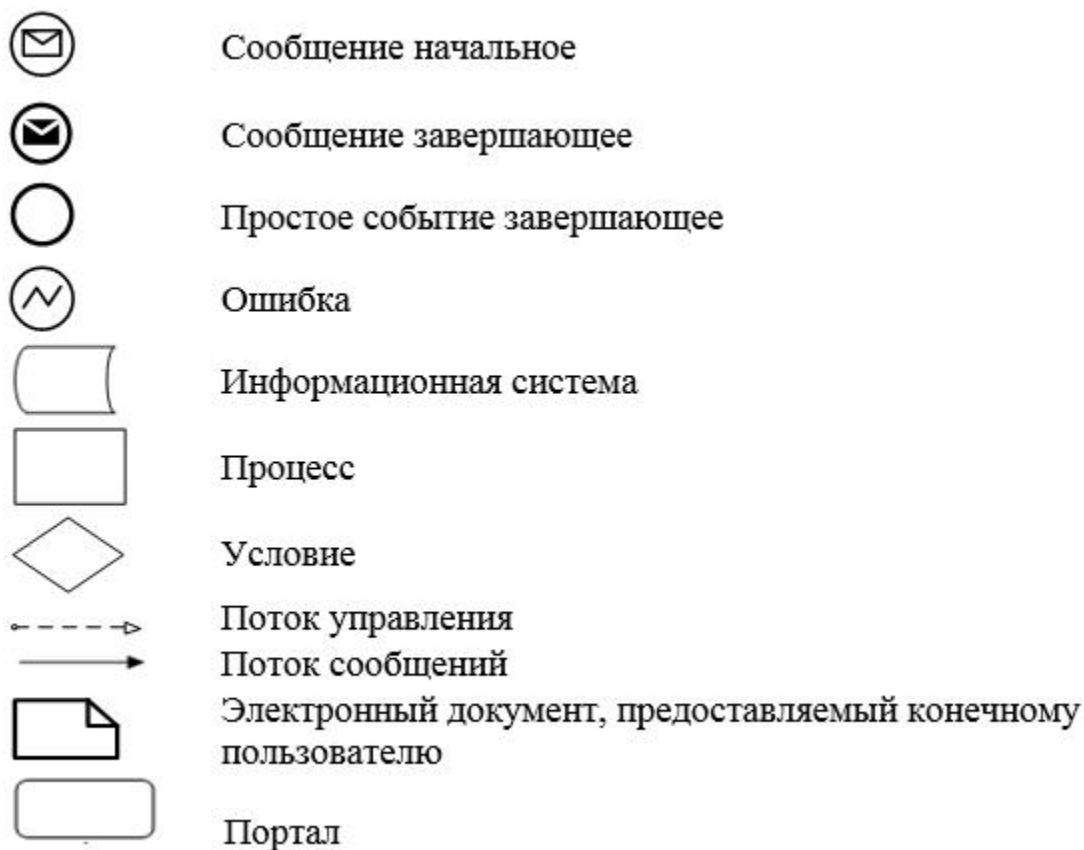 Сообщение начальное
Сообщение завершающее
Простое событие завершающее
Ошибка
Информационная система
Процесс
Условие
Поток управления
Поток сообщений
Электронный документ, предоставляемый конечному
пользователю
Портал